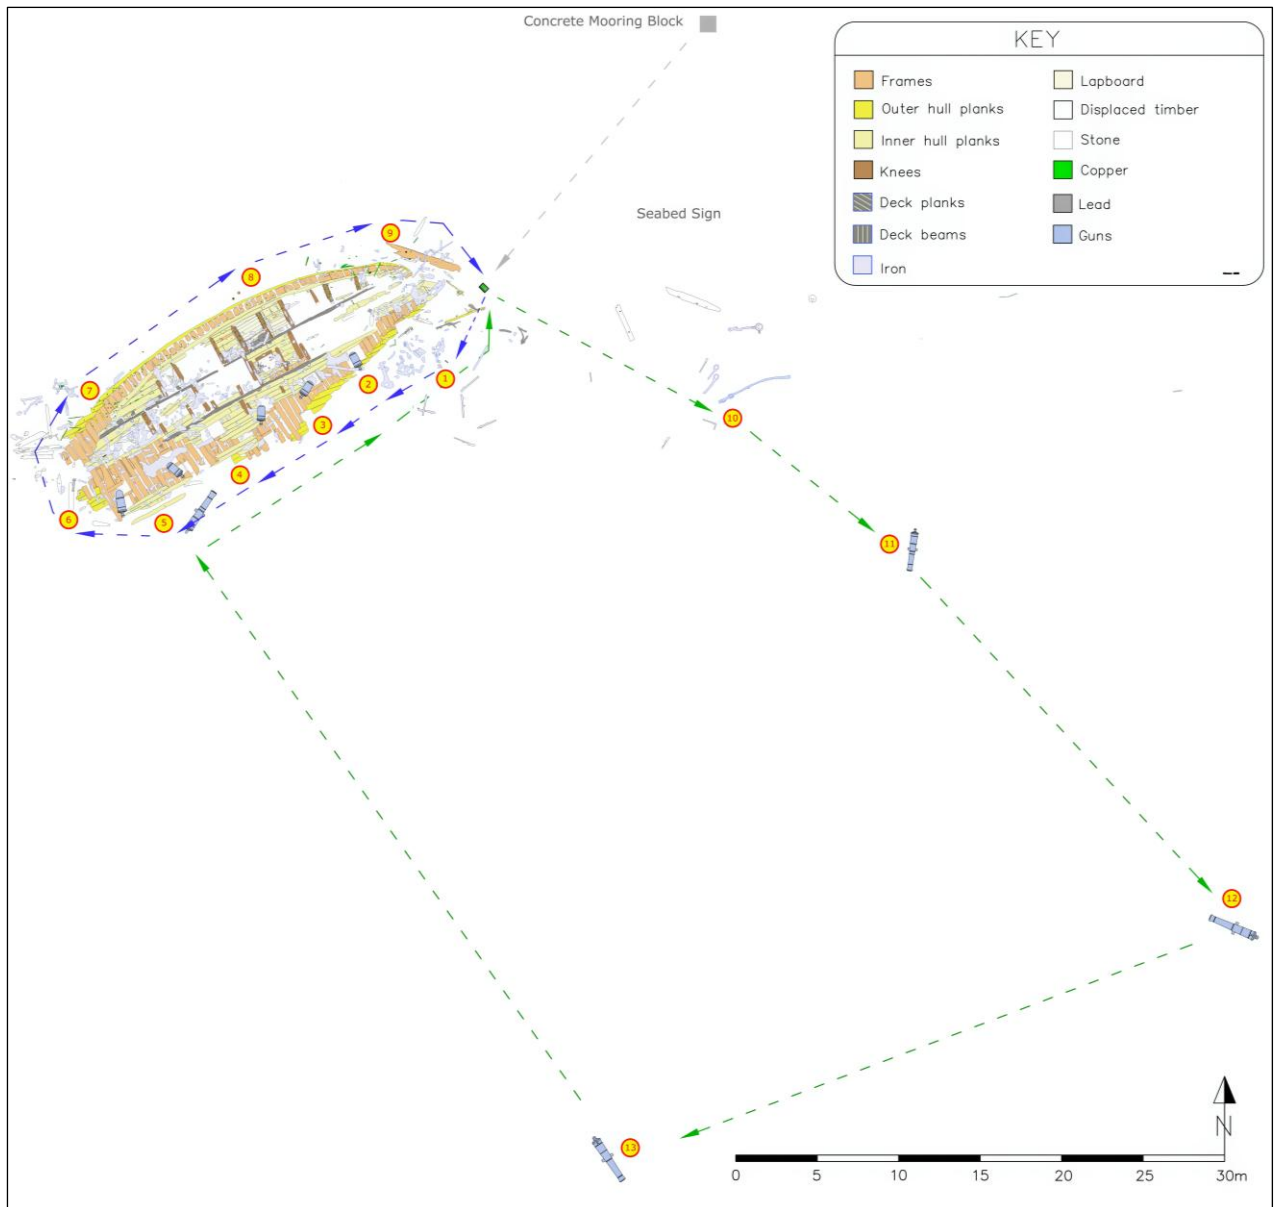 Concrete Mooring Block
KEY
Frames
Outer hull planks
Inner hull planks
Knees
Deck planks
Deck beams
Iron
Lapboard
Displaced timber
Stone
Copper
Lead
Guns
Seabed Sign
9
8
7
1
2
3
4
5
6
10
11
12
13
N
0 5 10 15 20 25 30m